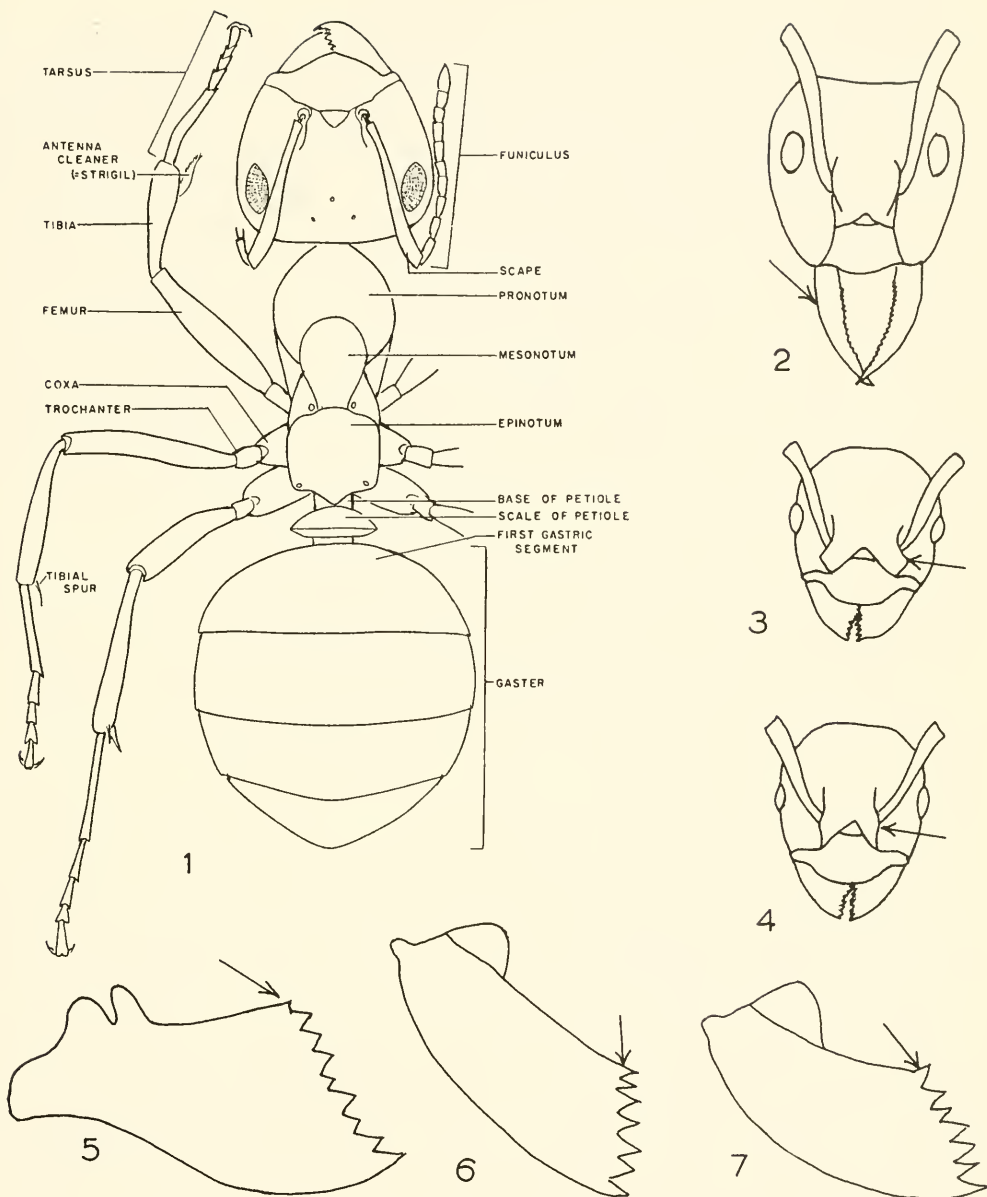 TARSUS
ANTENNA
CLEANER
(=STRIGIL)
TIBIA
FEMUR
COXA
TROCHANTER
TIBIAL
SPUR
FUNICULUS
SCAPE
PRONOTUM
MESONOTUM
EPINOTUM
BASE OF PETIOLE
SCALE OF PETIOLE
FIRST GASTRIC
SEGMENT
GASTER
1
2
3
4
5
6
7